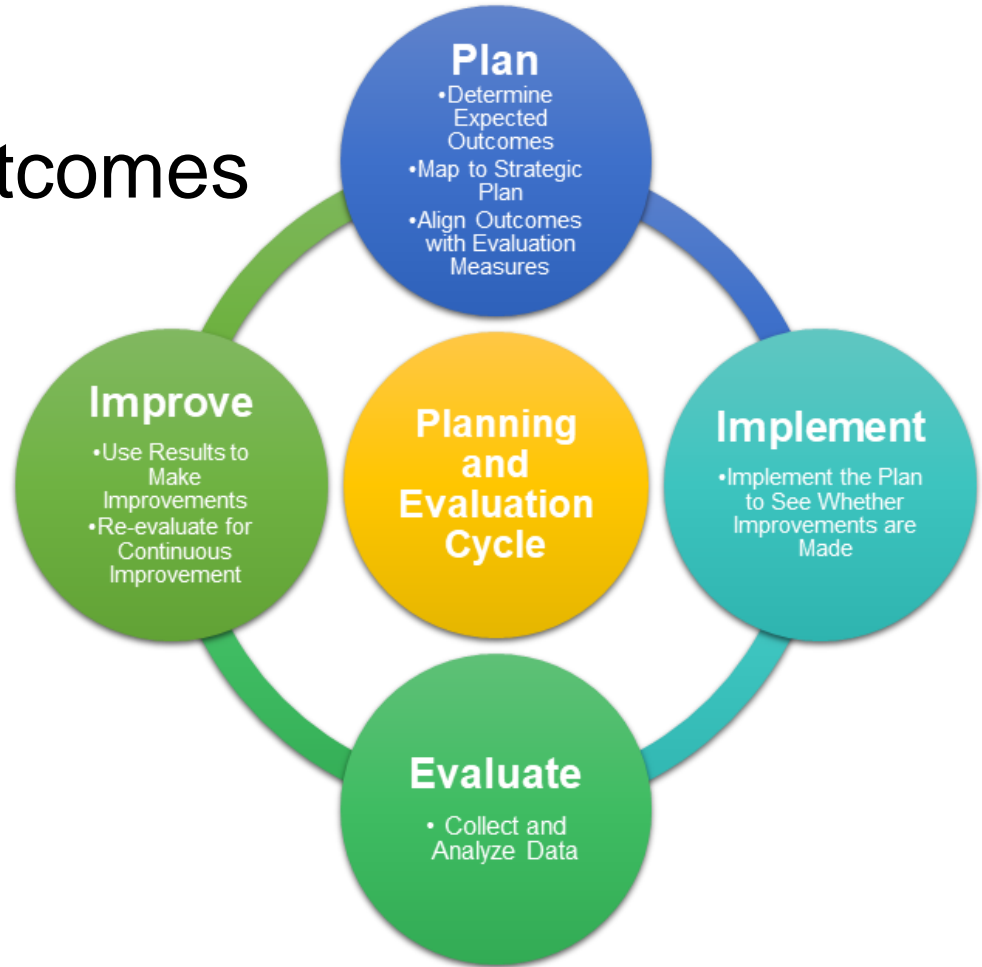 tcomes
Plan
•Determine
Expected
Outcomes
•Map to Strategic
Plan
•Align Outcomes
with Evaluation
Measures
Improve
•Use Results to
Make
Improvements
•Re-evaluate for
Continuous
Improvement
Planning
and
Evaluation
Cycle
Implement
•Implement the Plan
to See Whether
Improvements are
Made
Evaluate
• Collect and
Analyze Data